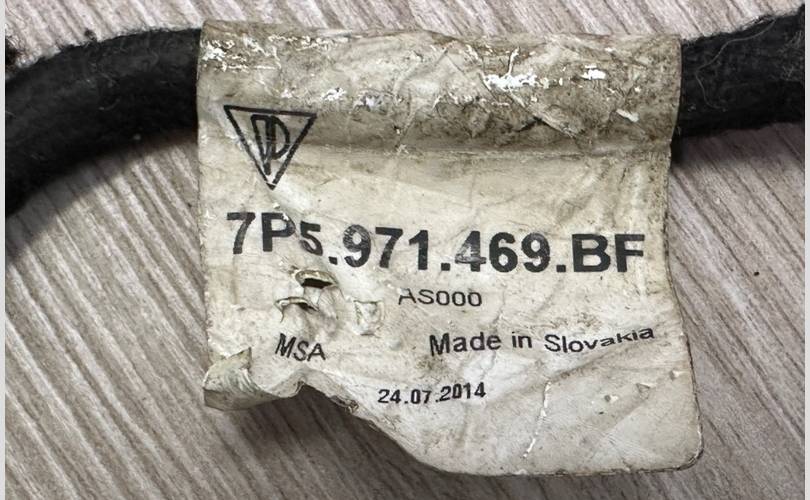 7P5.971.469.BF
AS000
MSA Made in Slovakia
24.07.2014